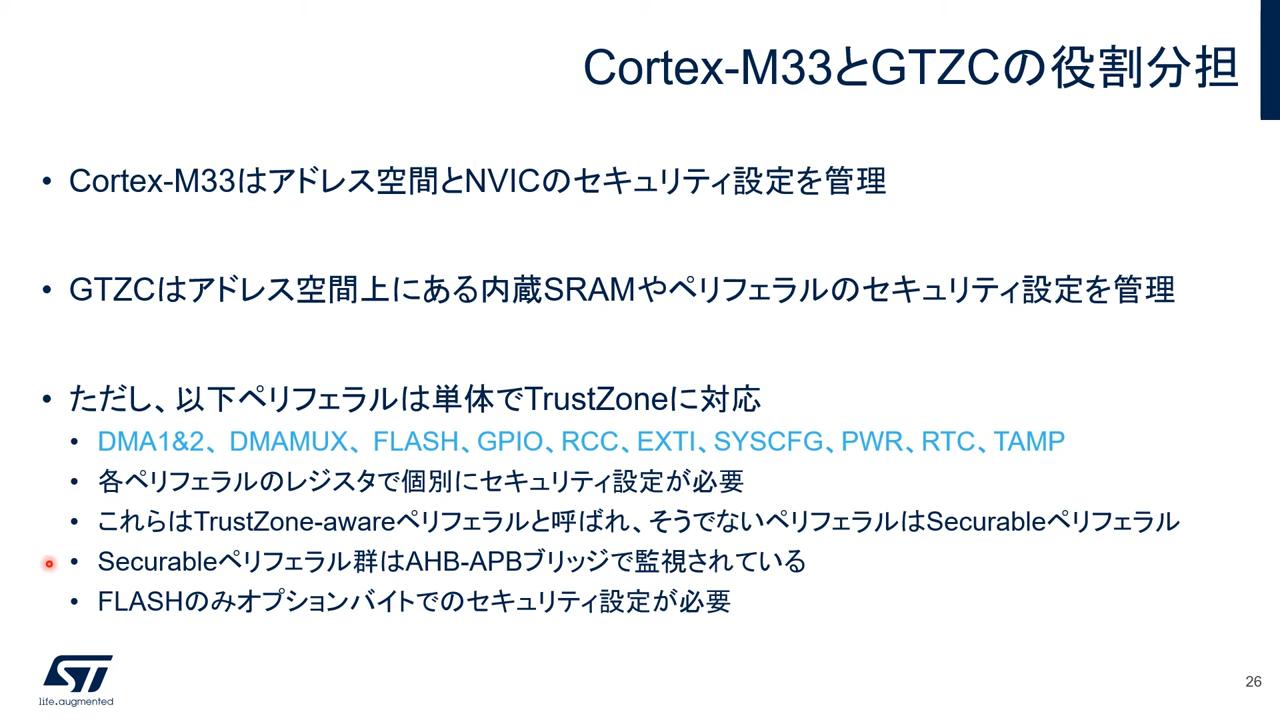 Cortex-M33とGTZCの役割分担
• Cortex-M33はアドレス空間とNVICのセキュリティ設定を管理
• GTZCはアドレス空間上にある内蔵SRAMやペリフェラルのセキュリティ設定を管理
• ただし、以下ペリフェラルは単体でTrustZoneに対応
• DMA1&2、DMAMUX、FLASH、GPIO、RCC、EXTI、SYSCFG、PWR、RTC、TAMP
• 各ペリフェラルのレジスタで個別にセキュリティ設定が必要
• これらはTrustZone-awareペリフェラルと呼ばれ、そうでないペリフェラルはSecurableペリフェラル
• Securableペリフェラル群はAHB-APBブリッジで監視されている
• FLASHのみオプションバイトでのセキュリティ設定が必要
ST
life.augmented
26